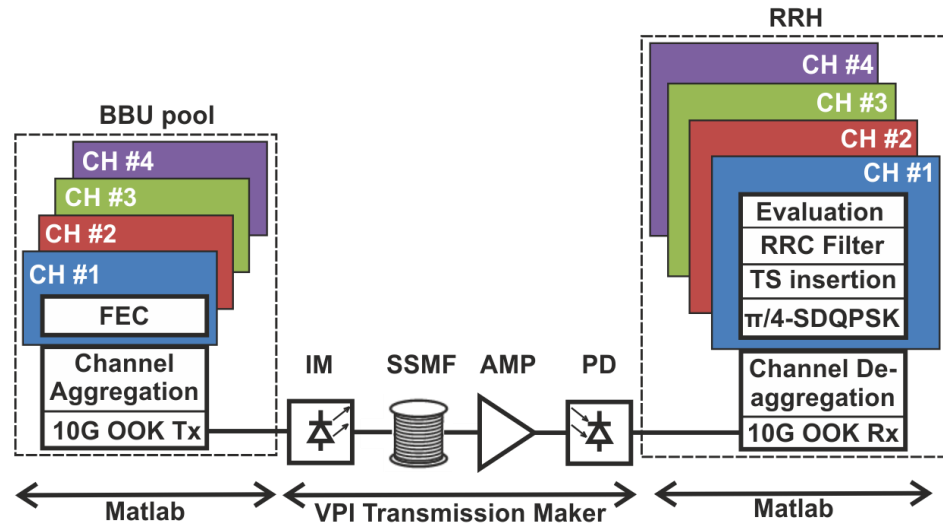 BBU pool
CH #4
CH #3
CH #2
CH #1
FEC
Channel
Aggregation
10G OOK Tx
IM
SSMF
AMP
PD
RRH
CH #4
CH #3
CH #2
CH #1
Evaluation
RRC Filter
TS insertion
π/4-SDQPSK
Channel De-
aggregation
10G OOK Rx
Matlab
VPI Transmission Maker
Matlab